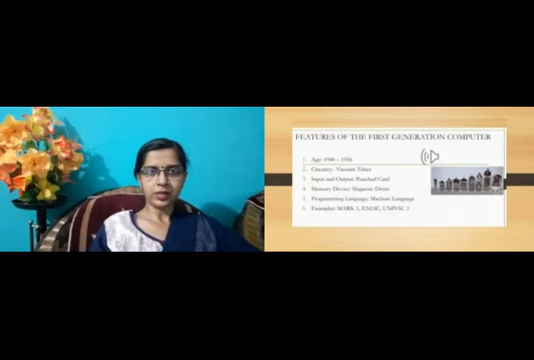 FEATURES OF THE FIRST GENERATION COMPUTER
1. Age: 1940 - 1956
2. Circuitry: Vacuum Tubes
3. Input and Output: Punched Card
4. Memory Device: Magnetic Drum
5. Programming Language: Machine Language
6. Examples: MARK 1, ENIAC, UNIVAC 1